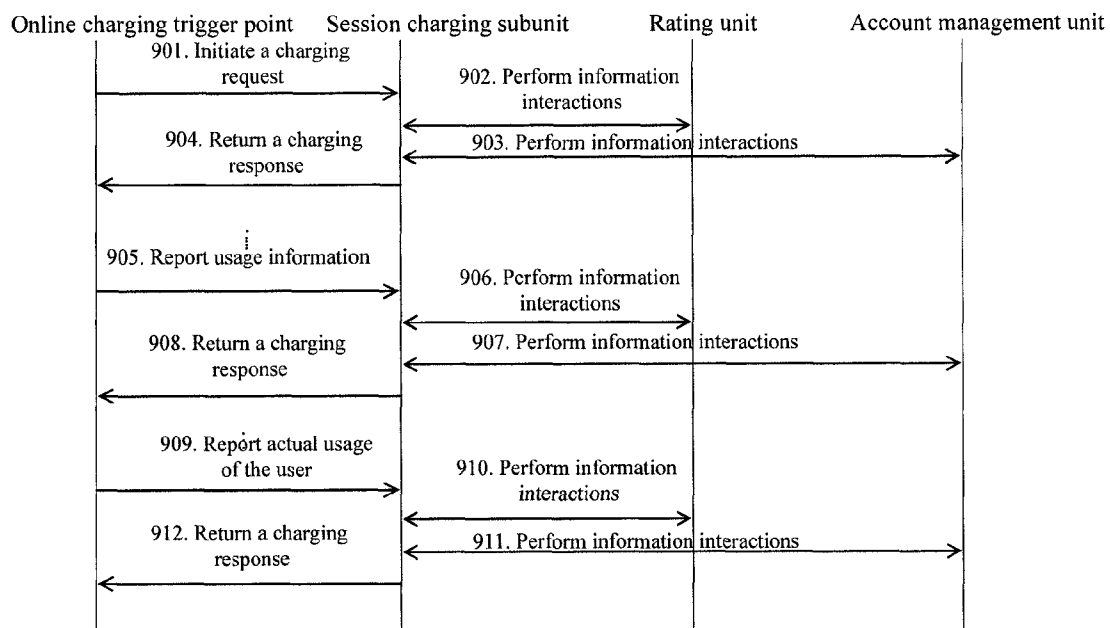 Online charging trigger point
Session charging subunit
Rating unit
Account management unit
901. Initiate a charging
request
902. Perform information
interactions
903. Perform information interactions
904. Return a charging
response
905. Report usage information
906. Perform information
interactions
907. Perform information interactions
908. Return a charging
response
909. Report actual usage
of the user
910. Perform information
interactions
911. Perform information interactions
912. Return a charging
response